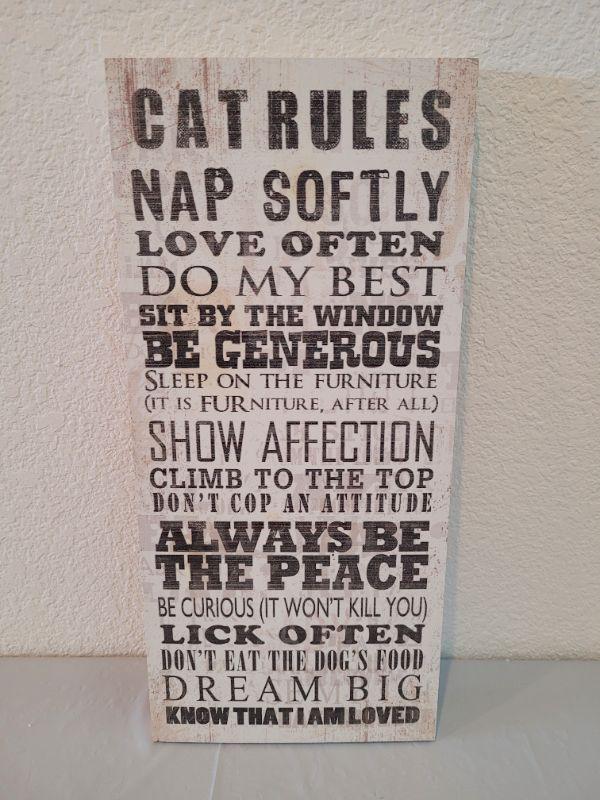 CAT RULES
NAP SOFTLY
LOVE OFTEN
DO MY BEST
SIT BY THE WINDOW
BE GENEROUS
SLEEP ON THE FURNITURE
(IT IS FURNITURE, AFTER ALL)
SHOW AFFECTION
CLIMB TO THE TOP
DON'T COP AN ATTITUDE
ALWAYS BE
THE PEACE
BE CURIOUS (IT WON'T KILL YOU)
LICK OFTEN
DON'T EAT THE DOG'S FOOD
DREAM BIG
KNOW THAT I AM LOVED